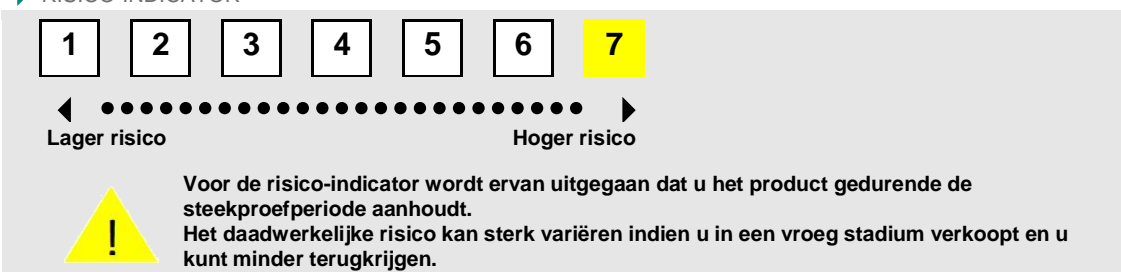 RISICO-INDICATOR
1 2 3 4 5 6 7
Lager risico Hoger risico
Voor de risico-indicator wordt ervan uitgegaan dat u het product gedurende de
steekproefperiode aanhoudt.
! Het daadwerkelijke risico kan sterk variëren indien u in een vroeg stadium verkoopt en u
kunt minder terugkrijgen.